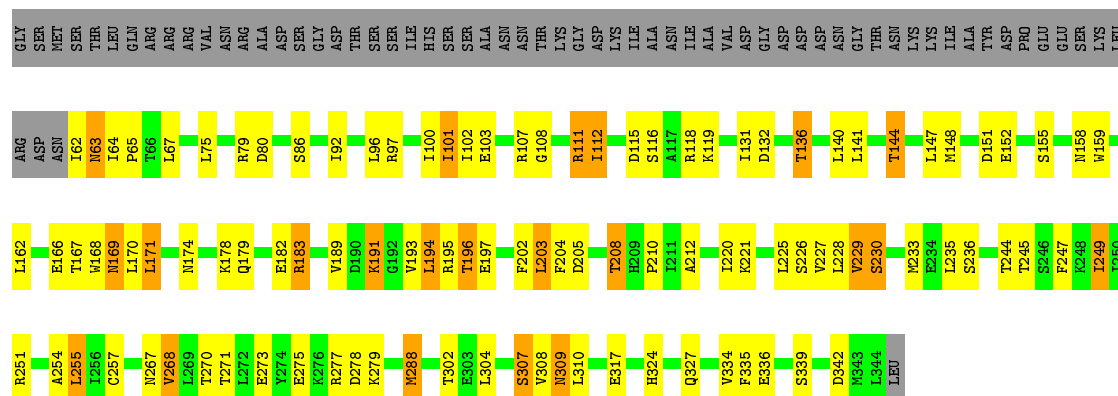 GLY SER MET SER THR LEU GLN ARG ARG ARG VAL ASN ARG ALA ASP SER GLY ASP THR SER SER ILE HIS SER SER ALA ASN ASN THR LYS GLY ASP LYS ILE ALA ASN ILE ALA VAL ASP GLY ASP ASP ASP ASN GLY THR ASN LYS LYS ILE ALA TYR ASP PRO GLU GLU SER LYS LEU
ARG ASP ASN I62 N63 I64 P65 T66 L67 L75 R79 D80 S86 I92 L96 R97 I100 I101 I102 E103 R107 G108 R111 I112 D115 S116 A117 R118 K119 I131 D132 T136 L140 L141 T144 L147 M148 D151 E152 S155 N158 W159
L162 E166 T167 W168 N169 L170 L171 N174 K178 Q179 E182 R183 V189 D190 K191 G192 V193 L194 R195 T196 E197 F202 L203 F204 D205 T208 H209 P210 I211 A212 I220 K221 L225 S226 V227 L228 V229 S230 M233 E234 L235 S236 T244 T245 S246 F247 K248 I249 I250
R251 A254 L255 I256 C257 N267 V268 L269 T270 T271 L272 E273 Y274 E275 K276 R277 D278 K279 M288 T302 E303 L304 S307 V308 N309 L310 E317 H324 Q327 V334 F335 E336 S339 D342 M343 L344 LEU